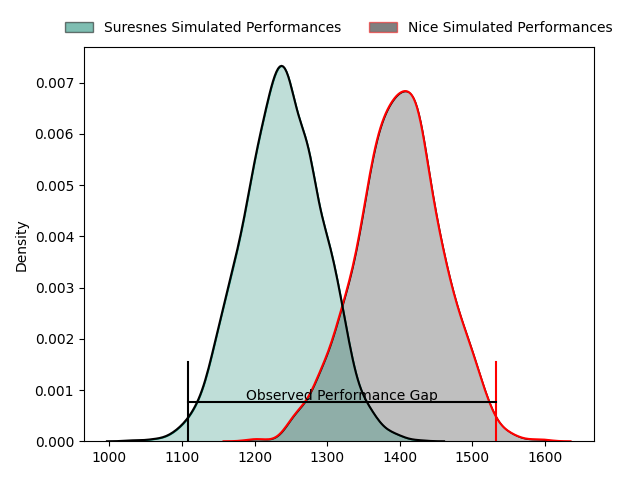 Suresnes Simulated Performances Nice Simulated Performances
0.007
0.006
0.005
0.004
0.003
0.002
0.001
0.000
Density
Observed Performance Gap
1000 1100 1200 1300 1400 1500 1600